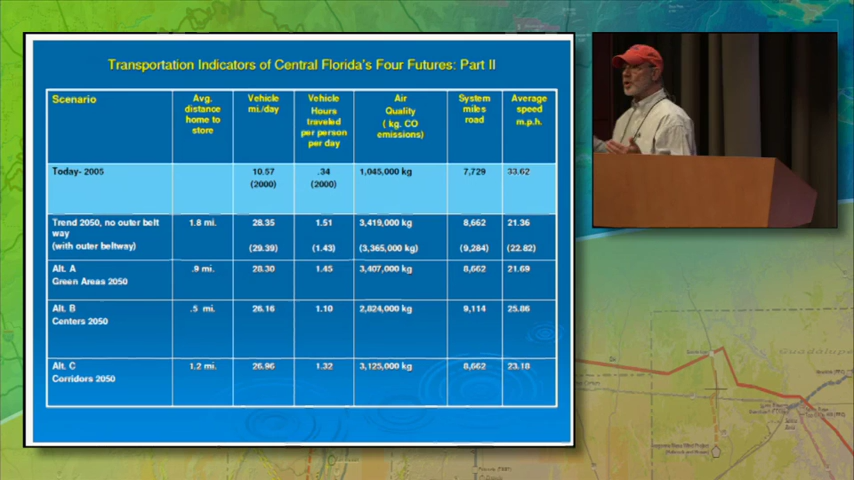 Transportation Indicators of Central Florida's Four Futures: Part II
Scenario
Avg.
distance
home to
store
Vehicle
mi./day
Vehicle
Hours
traveled
per person
per day
Air
Quality
( kg. CO
emissions)
System
miles
road
Average
speed
m.p.h.
Today- 2005
10.57
(2000)
.34
(2000)
1,045,000 kg
7,729
33.62
Trend 2050, no outer belt
way
(with outer beltway)
1.8 mi.
28.35
(29.39)
1.51
(1.43)
3,419,000 kg
(3,365,000 kg)
8,662
(9,284)
21.36
(22.82)
Alt. A
Green Areas 2050
.9 mi.
28.30
1.45
3,407,000 kg
8,662
21.69
Alt. B
Centers 2050
.5 mi.
26.16
1.10
2,824,000 kg
9,114
25.86
Alt. C
Corridors 2050
1.2 mi.
26.96
1.32
3,125,000 kg
8,662
23.18